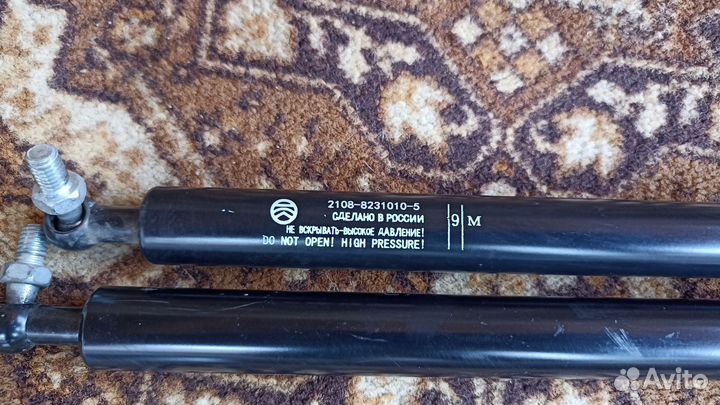 2108-8231010-5
СДЕЛАНО В РОССИИ
НЕ ВСКРЫВАТЬ-ВЫСОКОЕ ДАВЛЕНИЕ!
DO NOT OPEN! HIGH PRESSURE!
9 М
Avito